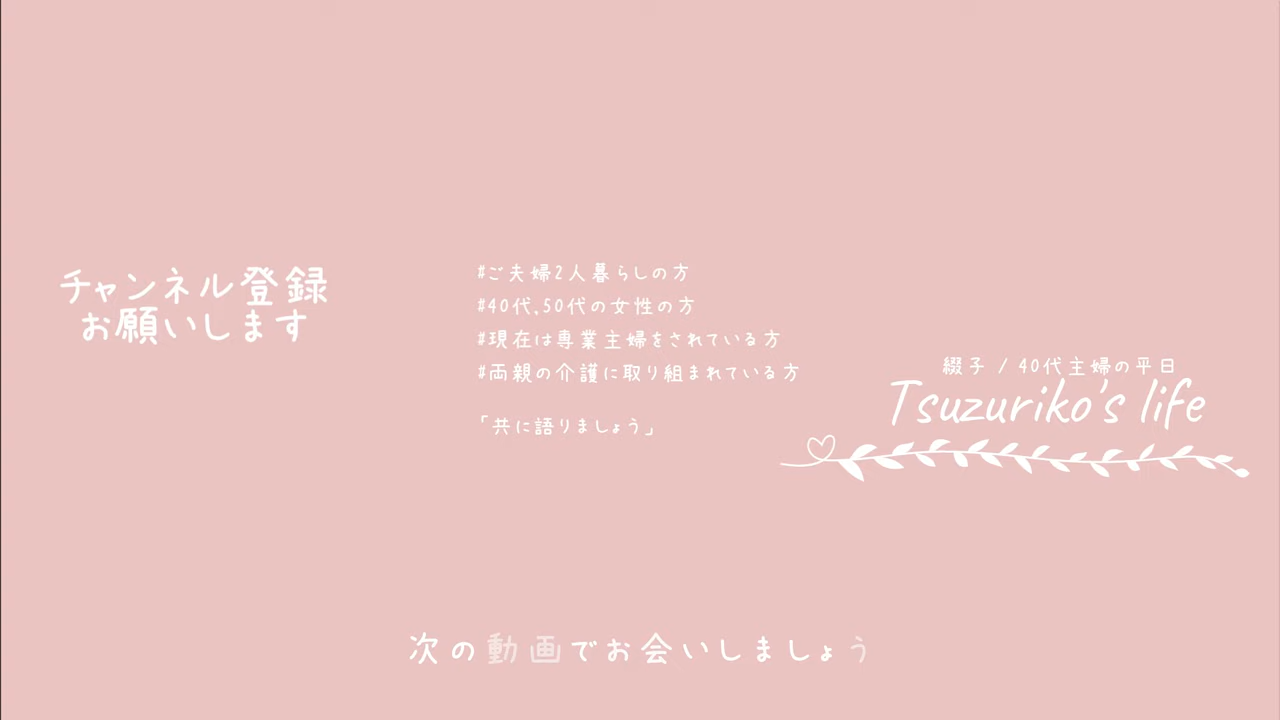 チャンネル登録
お願いします
#ご夫婦2人暮らしの方
#40代,50代の女性の方
#現在は専業主婦をされている方
#両親の介護に取り組まれている方
「共に語りましょう」
綴子 / 40代主婦の平日
Tsuzuriko's life
次の動画でお会いしましょう